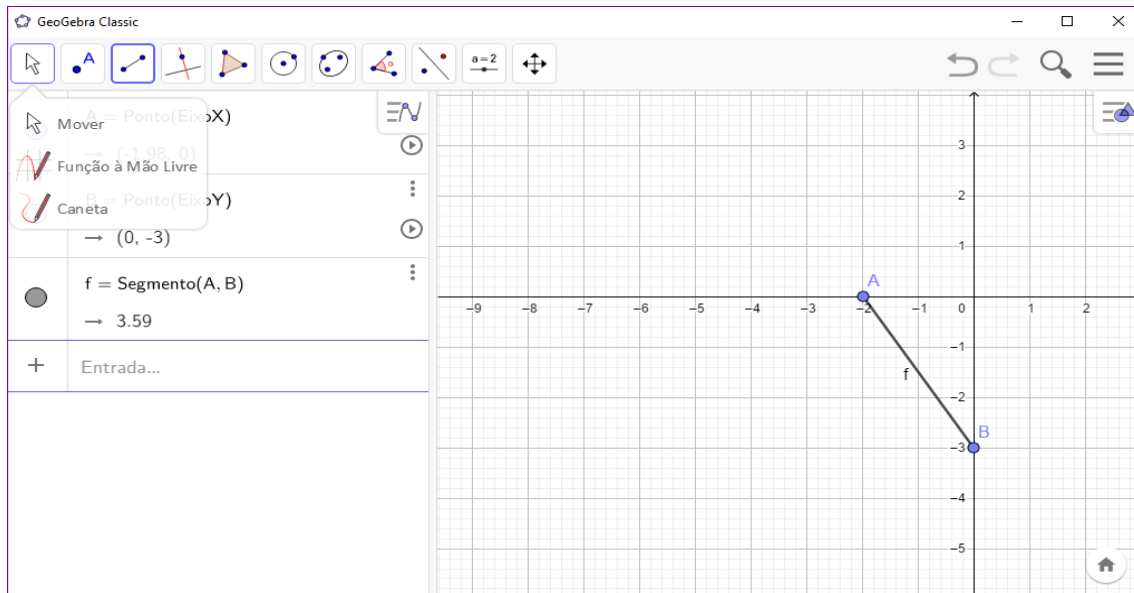 GeoGebra Classic
A
α
a=2
Mover
Função à Mão Livre
Caneta
A = Ponto(EixoX)
→ (-1.98, 0)
B = Ponto(EixoY)
→ (0, -3)
f = Segmento(A, B)
→ 3.59
+ Entrada...
3
2
1
A
−9 −8 −7 −6 −5 −4 −3 −2 −1 0 1 2
−1
f
−2
B
−3
−4
−5